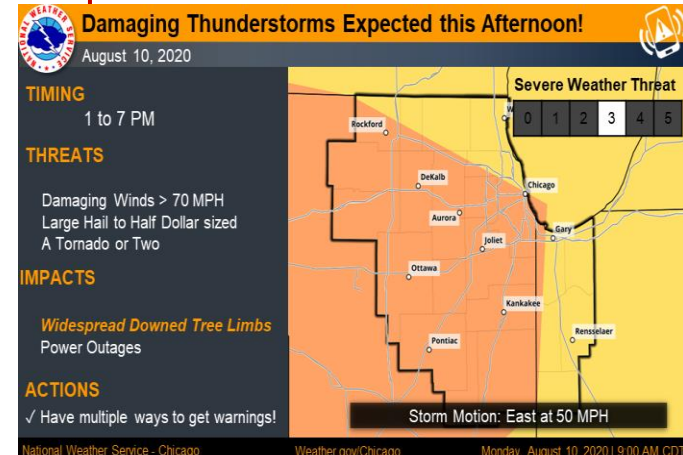 NATIONAL WEATHER SERVICE
Damaging Thunderstorms Expected this Afternoon!
August 10, 2020
TIMING
1 to 7 PM
THREATS
Damaging Winds > 70 MPH
Large Hail to Half Dollar sized
A Tornado or Two
IMPACTS
Widespread Downed Tree Limbs
Power Outages
ACTIONS
✓ Have multiple ways to get warnings!
Severe Weather Threat
0 1 2 3 4 5
Rockford
DeKalb
Chicago
Aurora
Gary
Joliet
Ottawa
Kankakee
Rensselaer
Pontiac
Storm Motion: East at 50 MPH
National Weather Service - Chicago
Weather.gov/Chicago
Monday, August 10, 2020 | 9:00 AM CDT